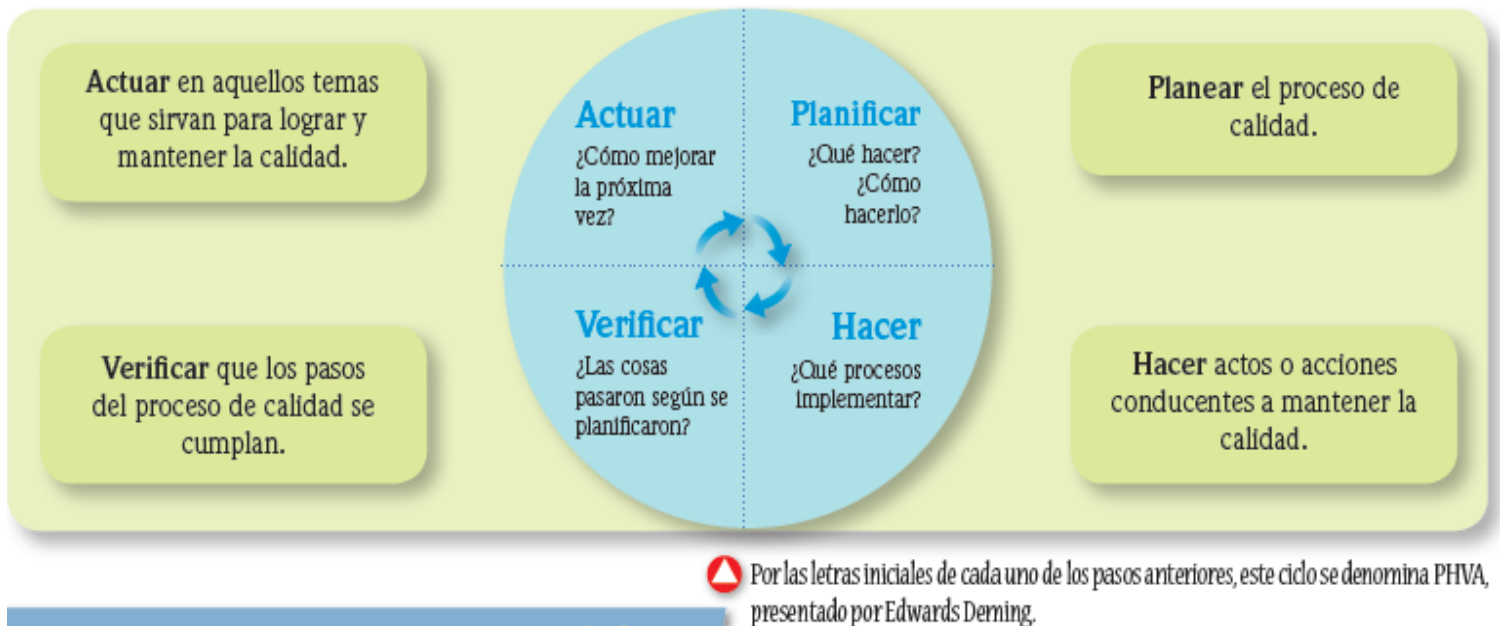 Actuar en aquellos temas
que sirvan para lograr y
mantener la calidad.
Actuar
¿Cómo mejorar
la próxima
vez?
Planificar
¿Qué hacer?
¿Cómo
hacerlo?
Planear el proceso de
calidad.
Verificar que los pasos
del proceso de calidad se
cumplan.
Verificar
¿Las cosas
pasaron según se
planificaron?
Hacer
¿Qué procesos
implementar?
Hacer actos o acciones
conducentes a mantener la
calidad.
Por las letras iniciales de cada uno de los pasos anteriores, este ciclo se denomina PHVA,
presentado por Edwards Deming.